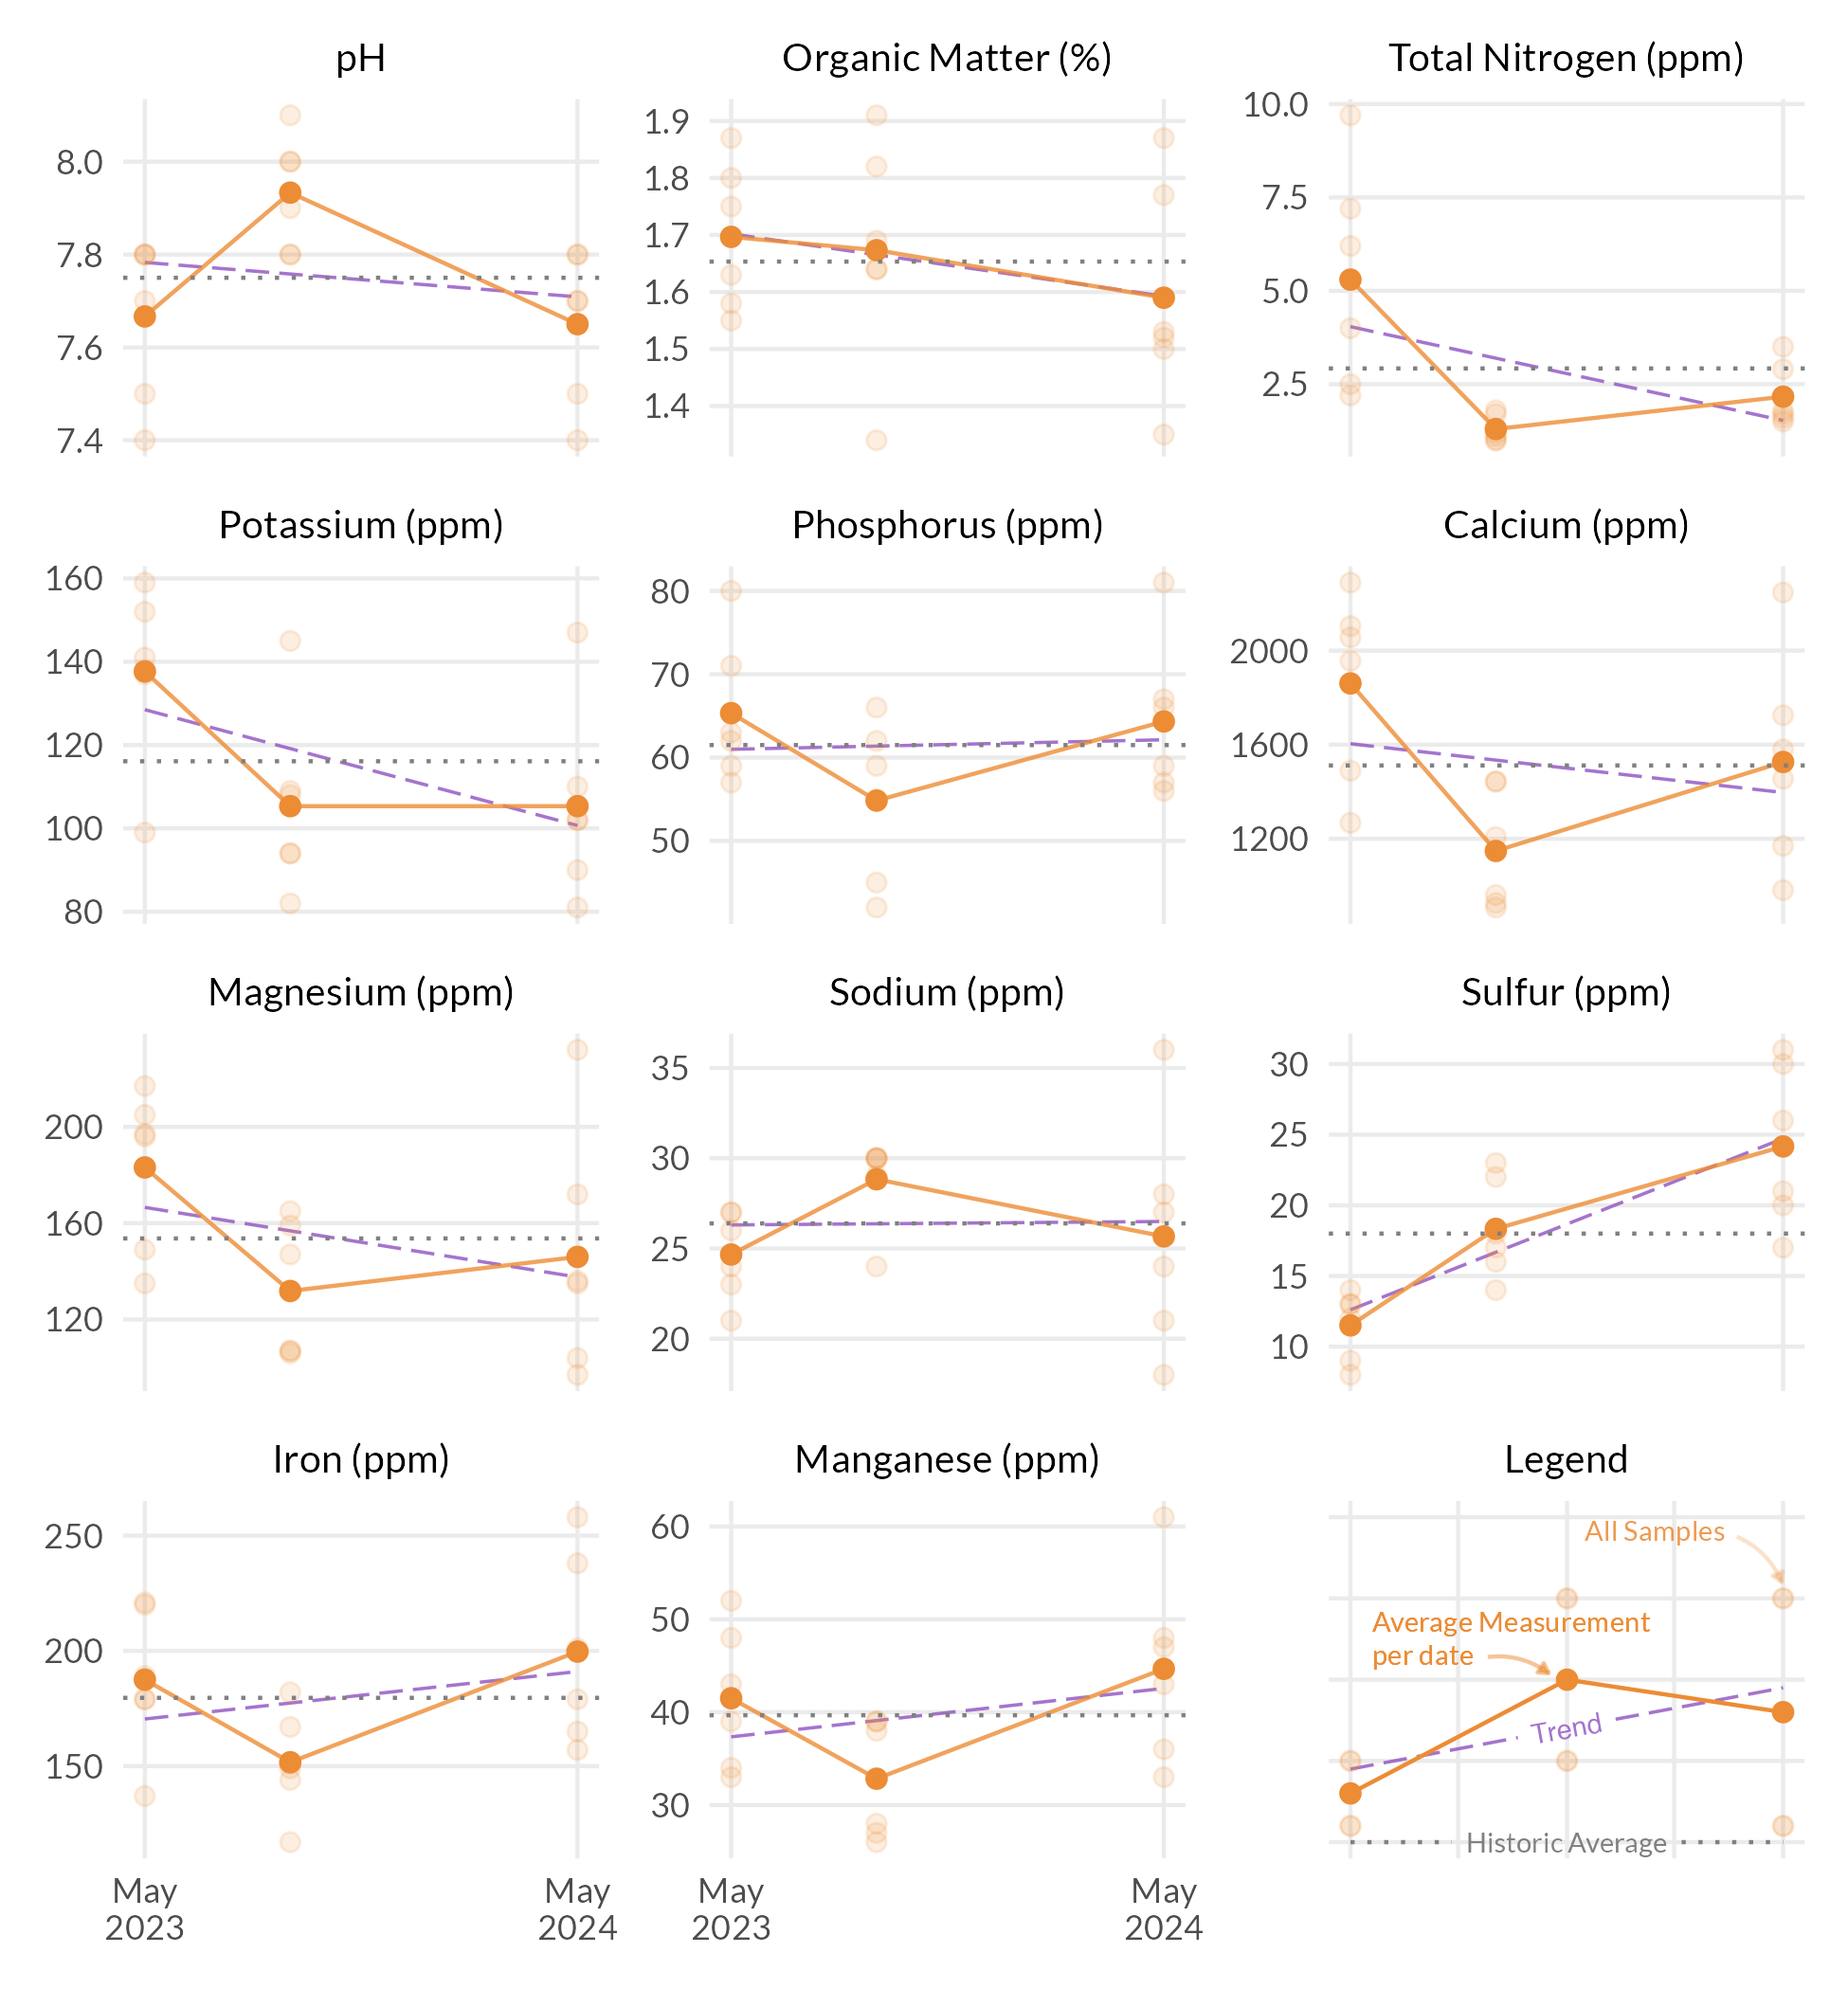 pH
8.0
7.8
7.6
7.4
Organic Matter (%)
1.9
1.8
1.7
1.6
1.5
1.4
Total Nitrogen (ppm)
10.0
7.5
5.0
2.5
Potassium (ppm)
160
140
120
100
80
Phosphorus (ppm)
80
70
60
50
Calcium (ppm)
2000
1600
1200
Magnesium (ppm)
200
160
120
Sodium (ppm)
35
30
25
20
Sulfur (ppm)
30
25
20
15
10
Iron (ppm)
250
200
150
May
2023
May
2024
Manganese (ppm)
60
50
40
30
May
2023
May
2024
Legend
All Samples
Average Measurement
per date
Trend
Historic Average